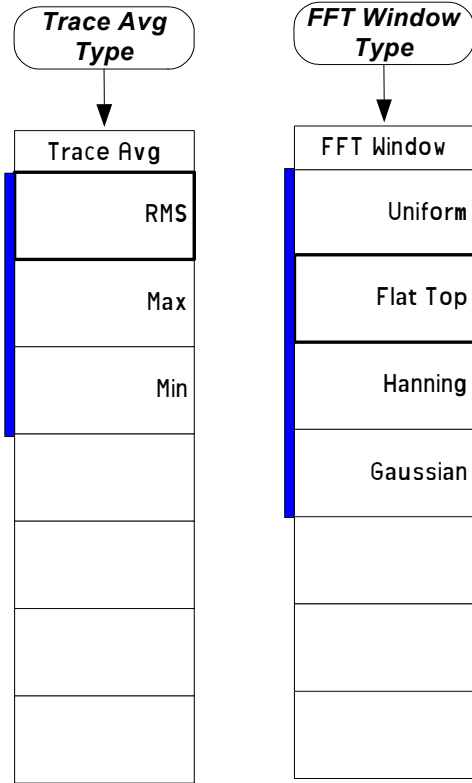 Trace Avg
Type
Trace Avg
RMS
Max
Min
FFT Window
Type
FFT Window
Uniform
Flat Top
Hanning
Gaussian